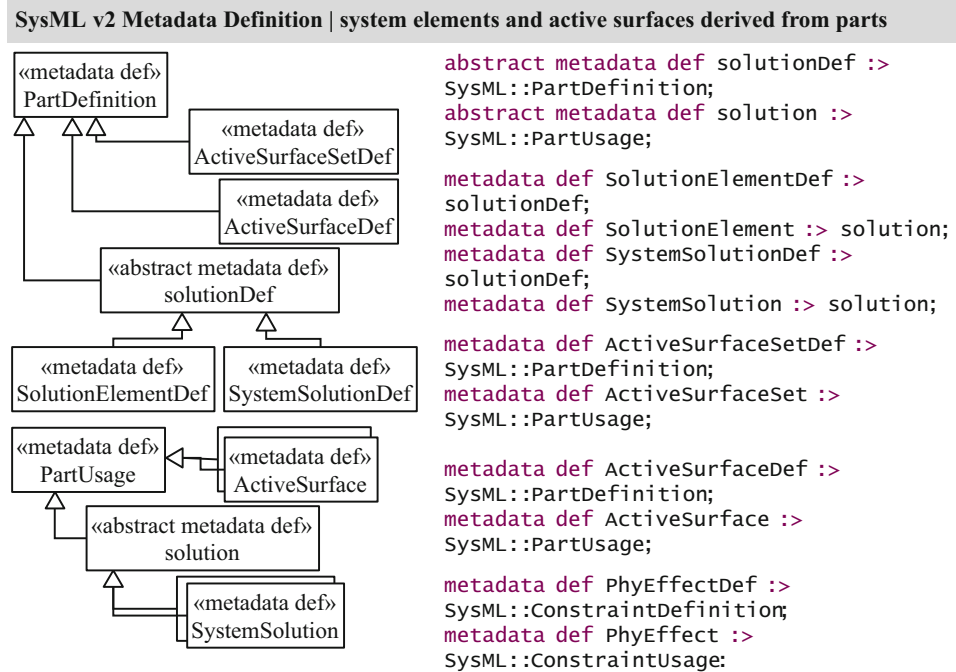 SysML v2 Metadata Definition | system elements and active surfaces derived from parts
«metadata def»
PartDefinition
«metadata def»
ActiveSurfaceSetDef
«metadata def»
ActiveSurfaceDef
«abstract metadata def»
solutionDef
«metadata def»
SolutionElementDef
«metadata def»
SystemSolutionDef
«metadata def»
PartUsage
«metadata def»
ActiveSurface
«abstract metadata def»
solution
«metadata def»
SystemSolution
abstract metadata def solutionDef :>
SysML::PartDefinition;
abstract metadata def solution :>
SysML::PartUsage;
metadata def SolutionElementDef :>
solutionDef;
metadata def SolutionElement :> solution;
metadata def SystemSolutionDef :>
solutionDef;
metadata def SystemSolution :> solution;
metadata def ActiveSurfaceSetDef :>
SysML::PartDefinition;
metadata def ActiveSurfaceSet :>
SysML::PartUsage;
metadata def ActiveSurfaceDef :>
SysML::PartDefinition;
metadata def ActiveSurface :>
SysML::PartUsage;
metadata def PhyEffectDef :>
SysML::ConstraintDefinition;
metadata def PhyEffect :>
SysML::ConstraintUsage;